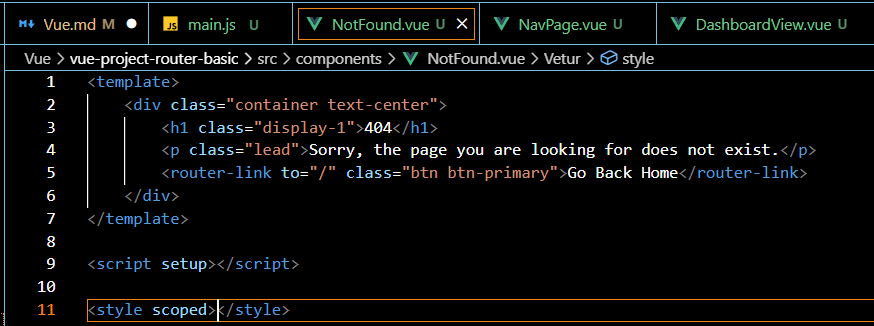 Vue.md M
JS main.js U
NotFound.vue U
NavPage.vue U
DashboardView.vue U
Vue > vue-project-router-basic > src > components > NotFound.vue > Vetur > style
1 <template>
2 <div class="container text-center">
3 <h1 class="display-1">404</h1>
4 <p class="lead">Sorry, the page you are looking for does not exist.</p>
5 <router-link to="/" class="btn btn-primary">Go Back Home</router-link>
6 </div>
7 </template>
8
9 <script setup></script>
10
11 <style scoped></style>